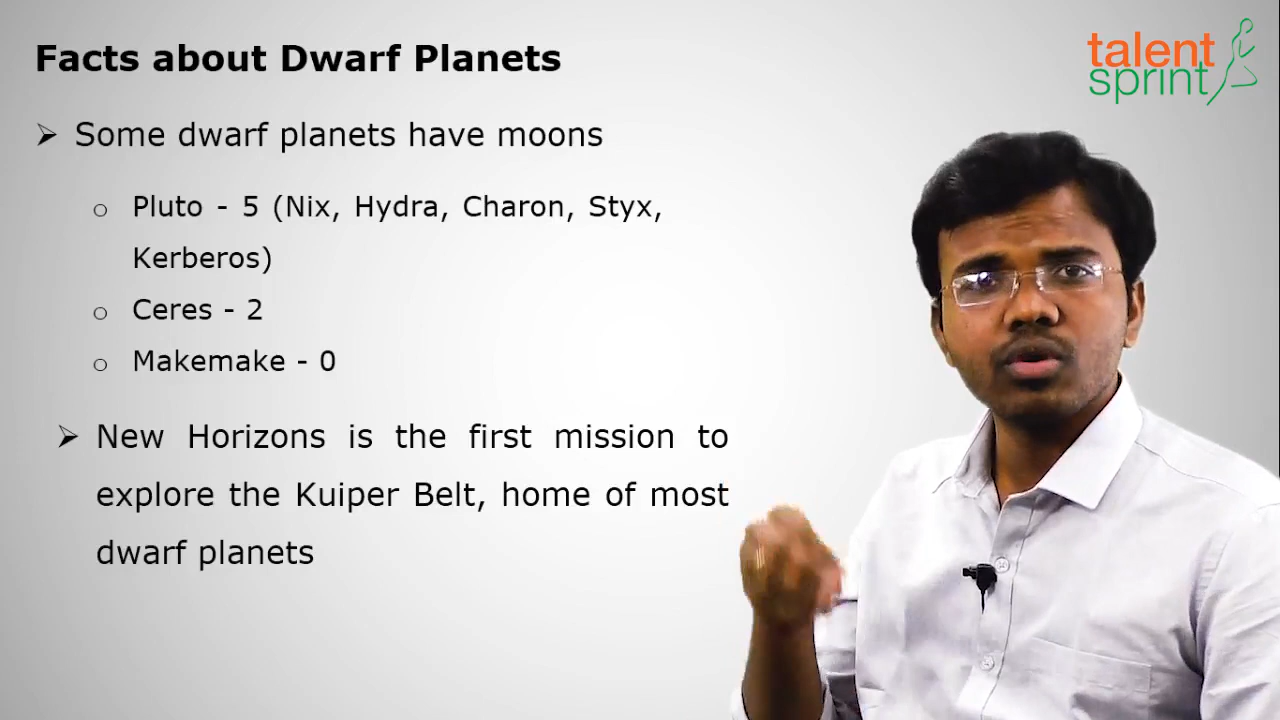 Facts about Dwarf Planets
talent
sprint
➢ Some dwarf planets have moons
o Pluto - 5 (Nix, Hydra, Charon, Styx,
Kerberos)
o Ceres - 2
o Makemake - 0
➢ New Horizons is the first mission to
explore the Kuiper Belt, home of most
dwarf planets